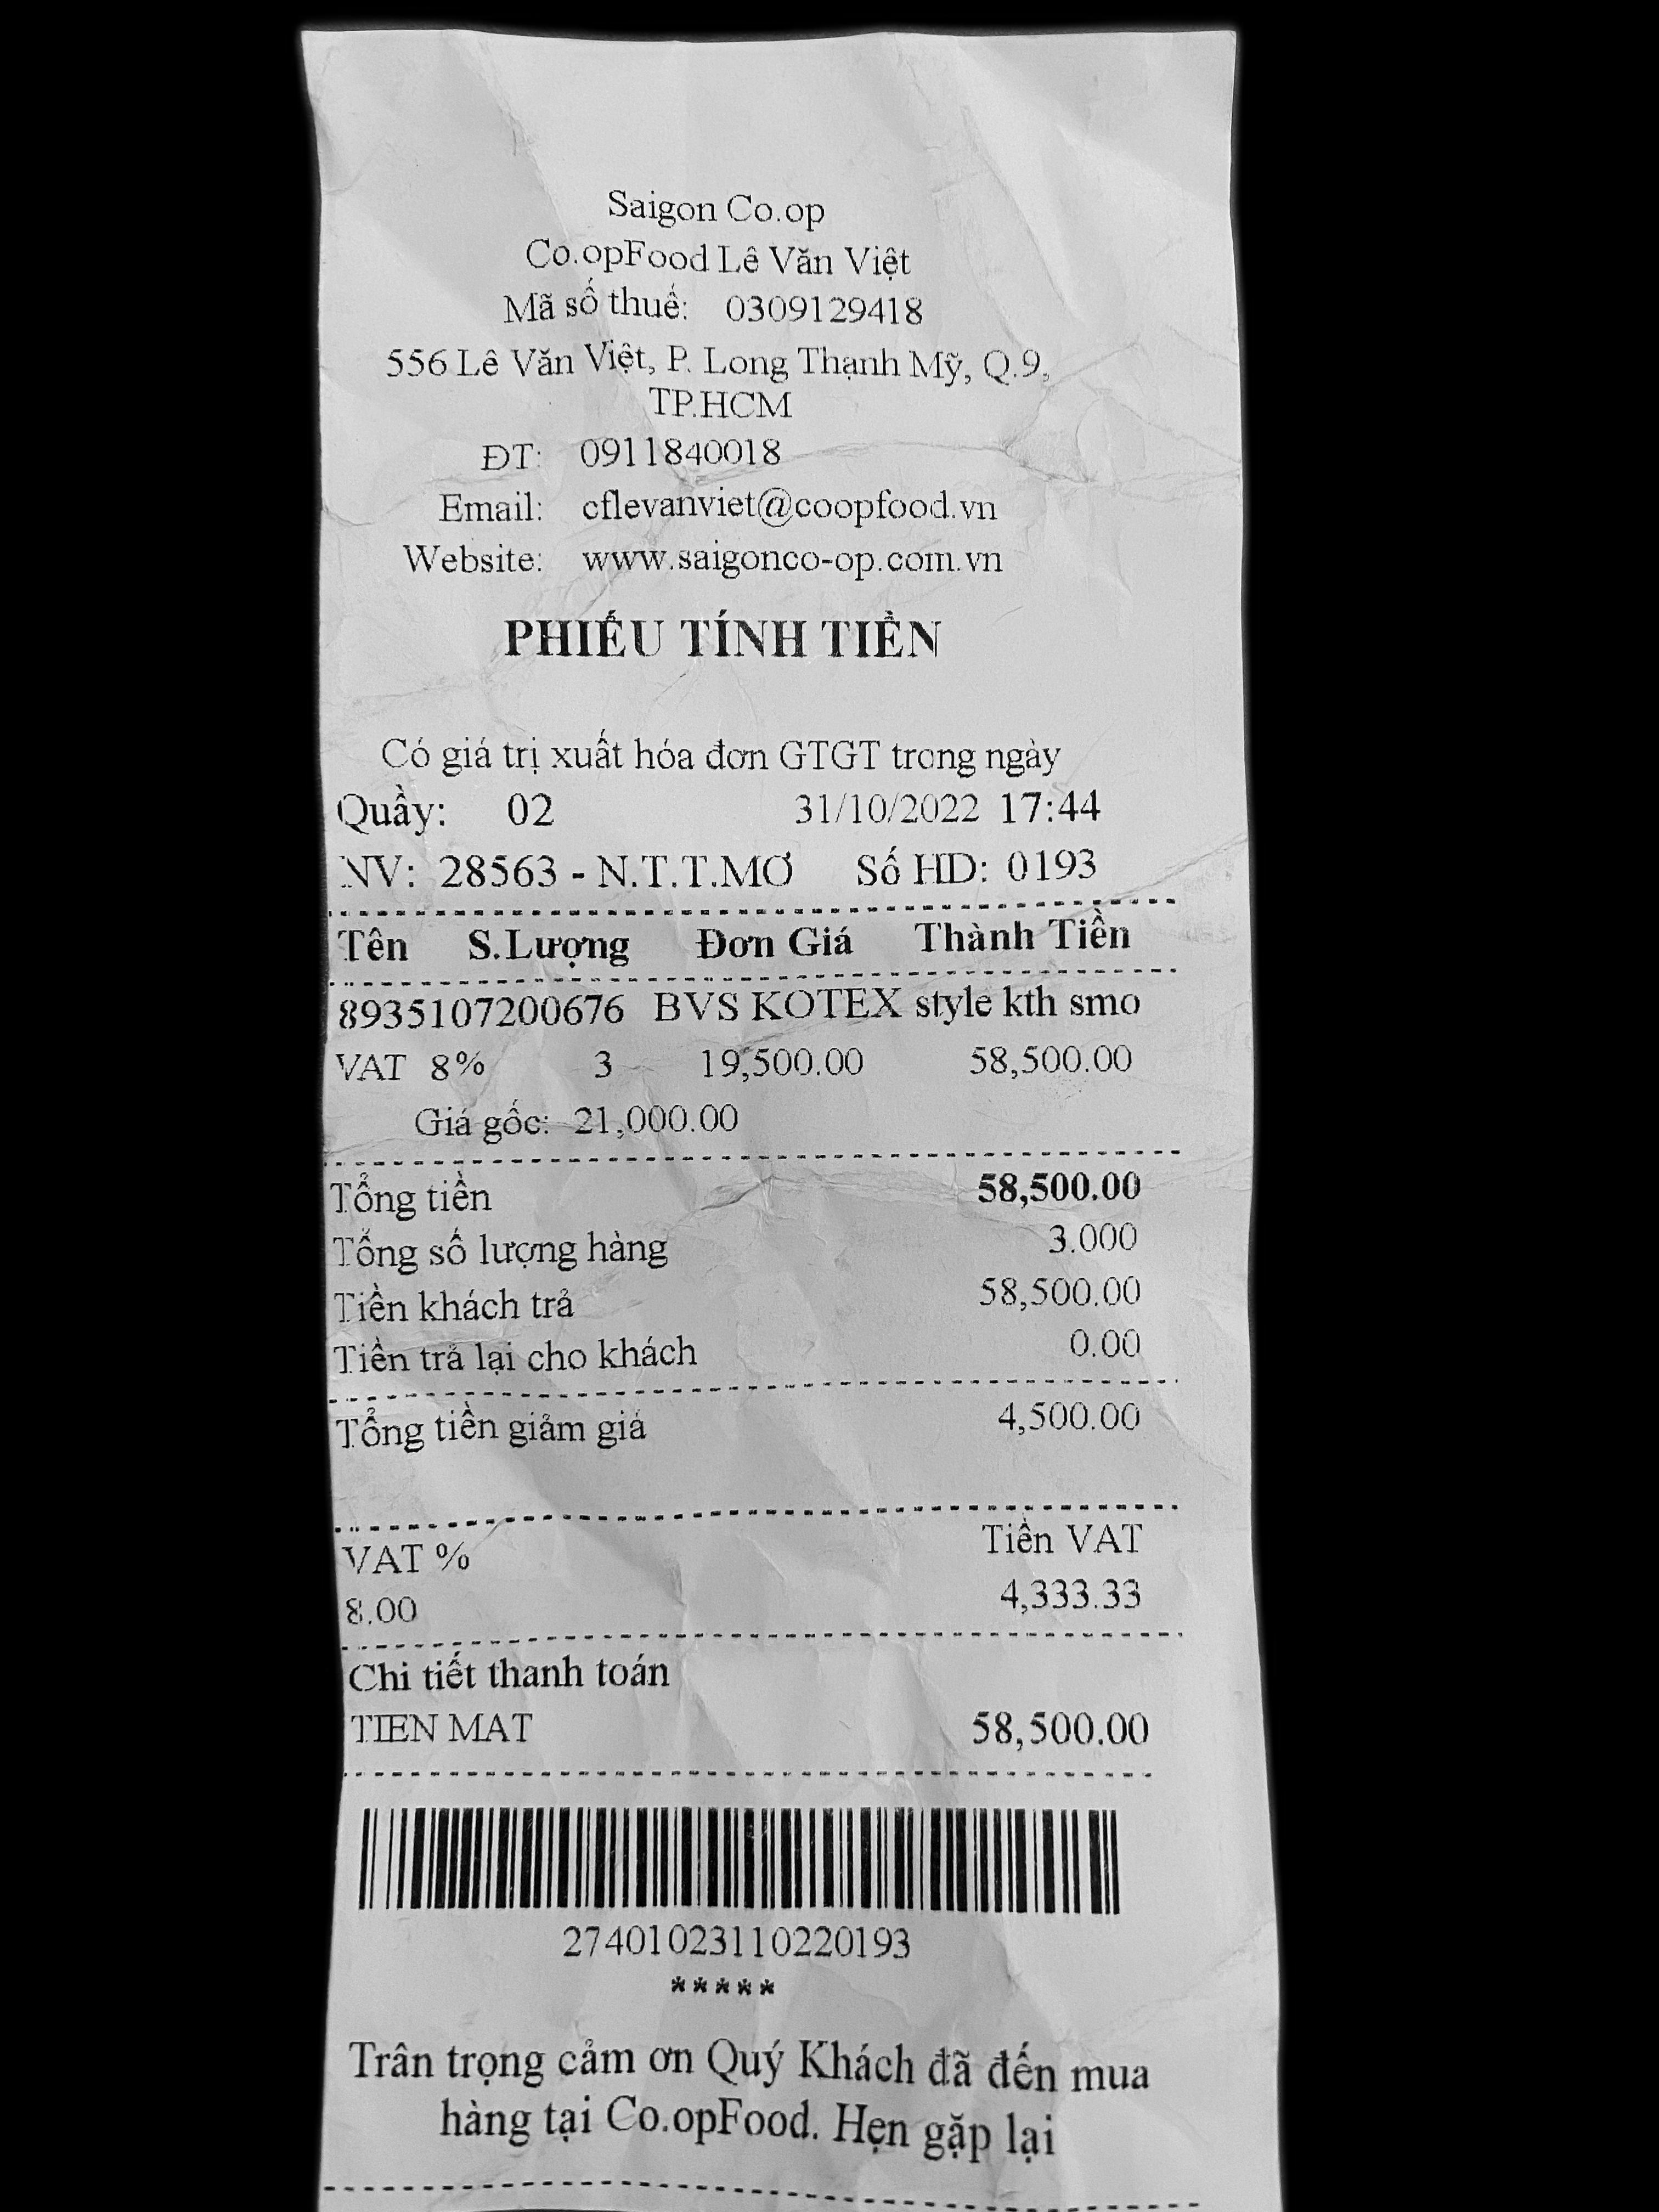 Saigon Co.op
Co.opFood Lê Văn Việt
Mã số thuế: 0309129418
556 Lê Văn Việt, P. Long Thạnh Mỹ, Q.9,
TP.HCM
ĐT: 0911840018
Email: cflevanviet@coopfood.vn
Website: www.saigonco-op.com.vn
PHIẾU TÍNH TIỀN
Có giá trị xuất hóa đơn GTGT trong ngày
Quầy: 02 31/10/2022 17:44
NV: 28563 - N.T.T.MƠ Số HD: 0193
Tên S.Lượng Đơn Giá Thành Tiền
8935107200676 BVS KOTEX style kth smo
VAT 8% 3 19,500.00 58,500.00
Giá gốc: 21,000.00
Tổng tiền 58,500.00
Tổng số lượng hàng 3.000
Tiền khách trả 58,500.00
Tiền trả lại cho khách 0.00
Tổng tiền giảm giá 4,500.00
VAT % Tiền VAT
8.00 4,333.33
Chi tiết thanh toán
TIEN MAT 58,500.00
27401023110220193
*****
Trân trọng cảm ơn Quý Khách đã đến mua
hàng tại Co.opFood. Hẹn gặp lại